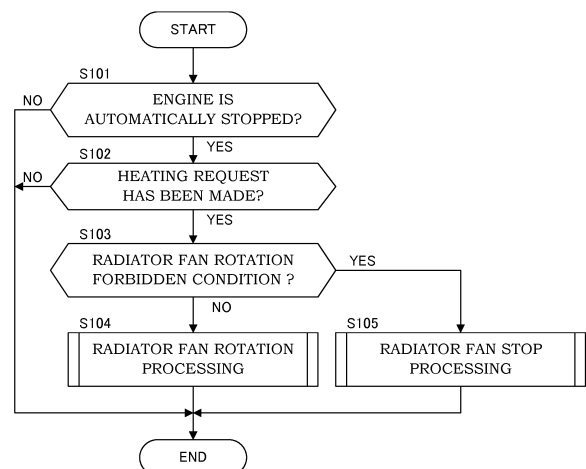 START
S101
NO
ENGINE IS
AUTOMATICALLY STOPPED?
YES
S102
NO
HEATING REQUEST
HAS BEEN MADE?
YES
S103
RADIATOR FAN ROTATION
FORBIDDEN CONDITION ?
YES
NO
S104
RADIATOR FAN ROTATION
PROCESSING
S105
RADIATOR FAN STOP
PROCESSING
END